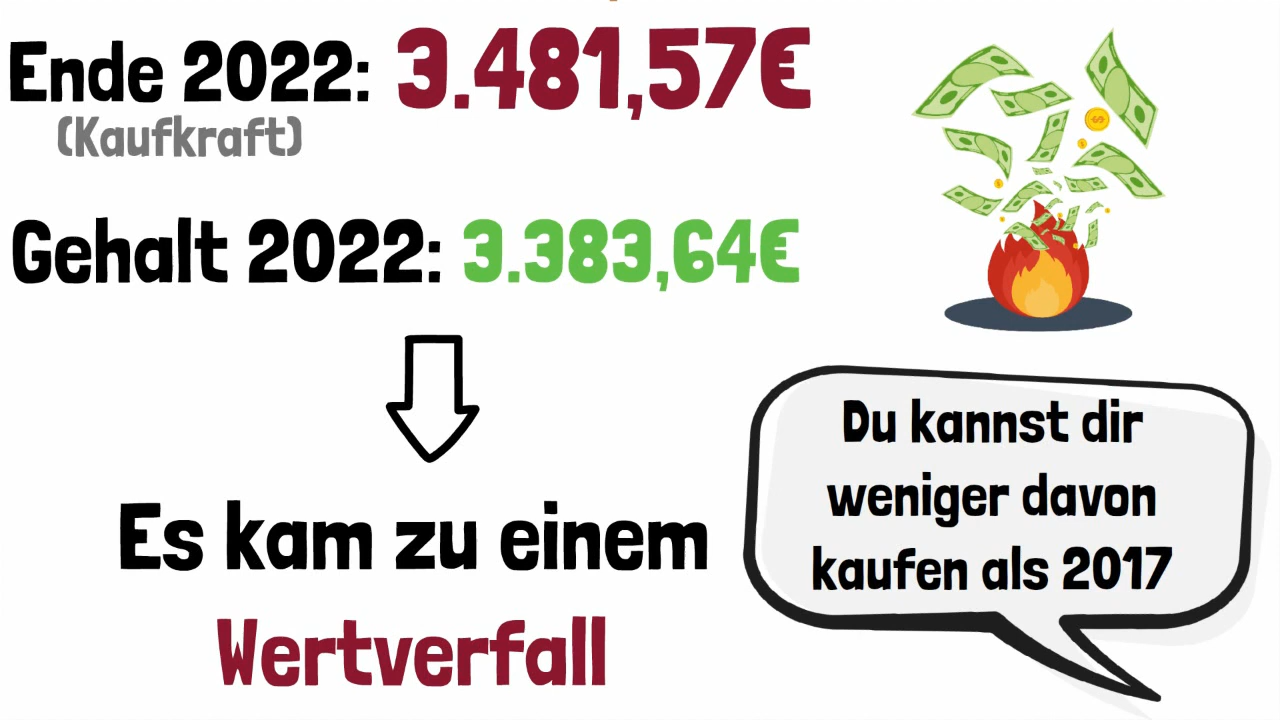 Ende 2022: 3.481,57€
(Kaufkraft)
Gehalt 2022: 3.383,64€
Es kam zu einem
Wertverfall
Du kannst dir
weniger davon
kaufen als 2017